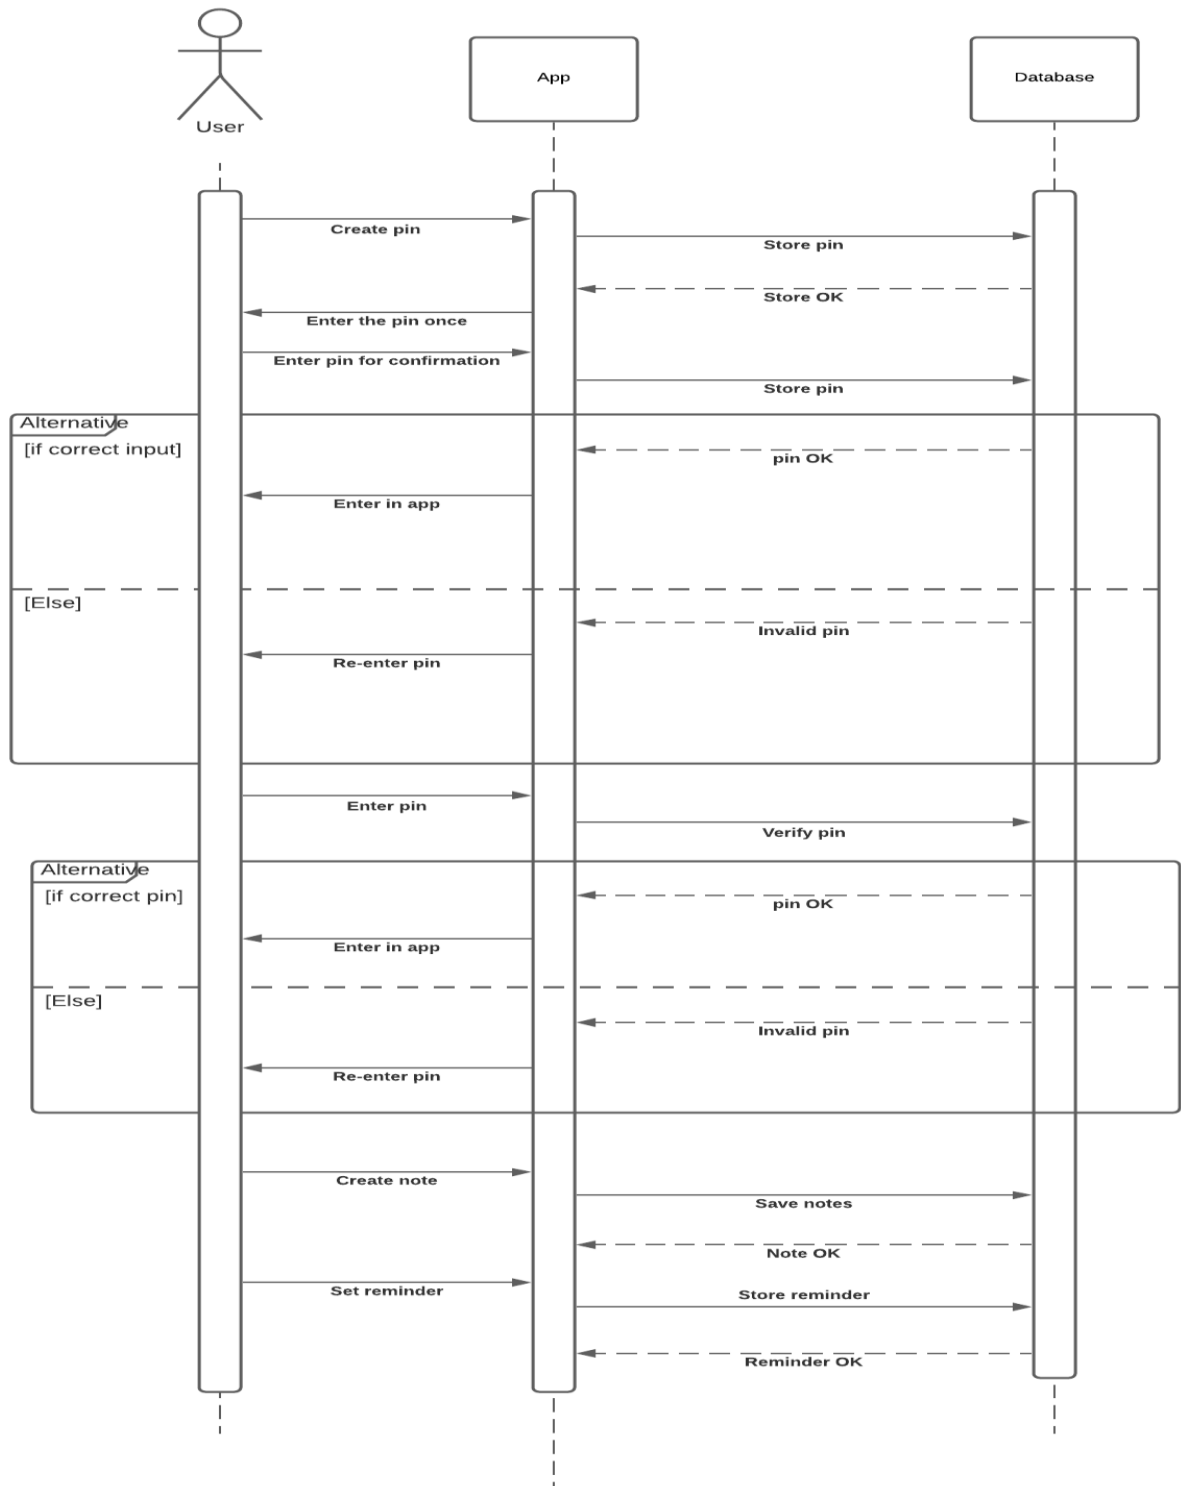 App
Database
User
Create pin
Store pin
Store OK
Enter the pin once
Enter pin for confirmation
Store pin
Alternative
[if correct input]
pin OK
Enter in app
[Else]
Invalid pin
Re-enter pin
Enter pin
Verify pin
Alternative
[if correct pin]
pin OK
Enter in app
[Else]
Invalid pin
Re-enter pin
Create note
Save notes
Note OK
Set reminder
Store reminder
Reminder OK